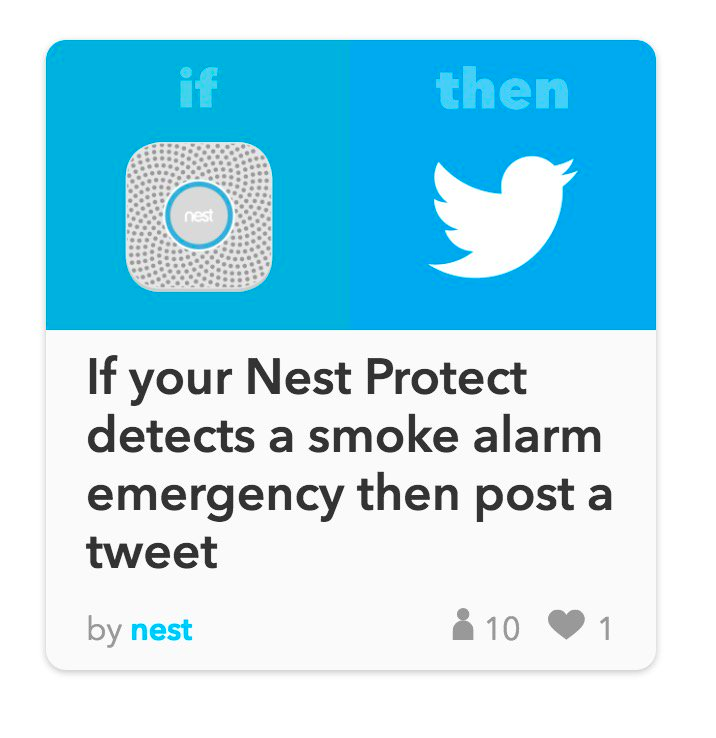 if
then
nest
If your Nest Protect
detects a smoke alarm
emergency then post a
tweet
by nest
10
1